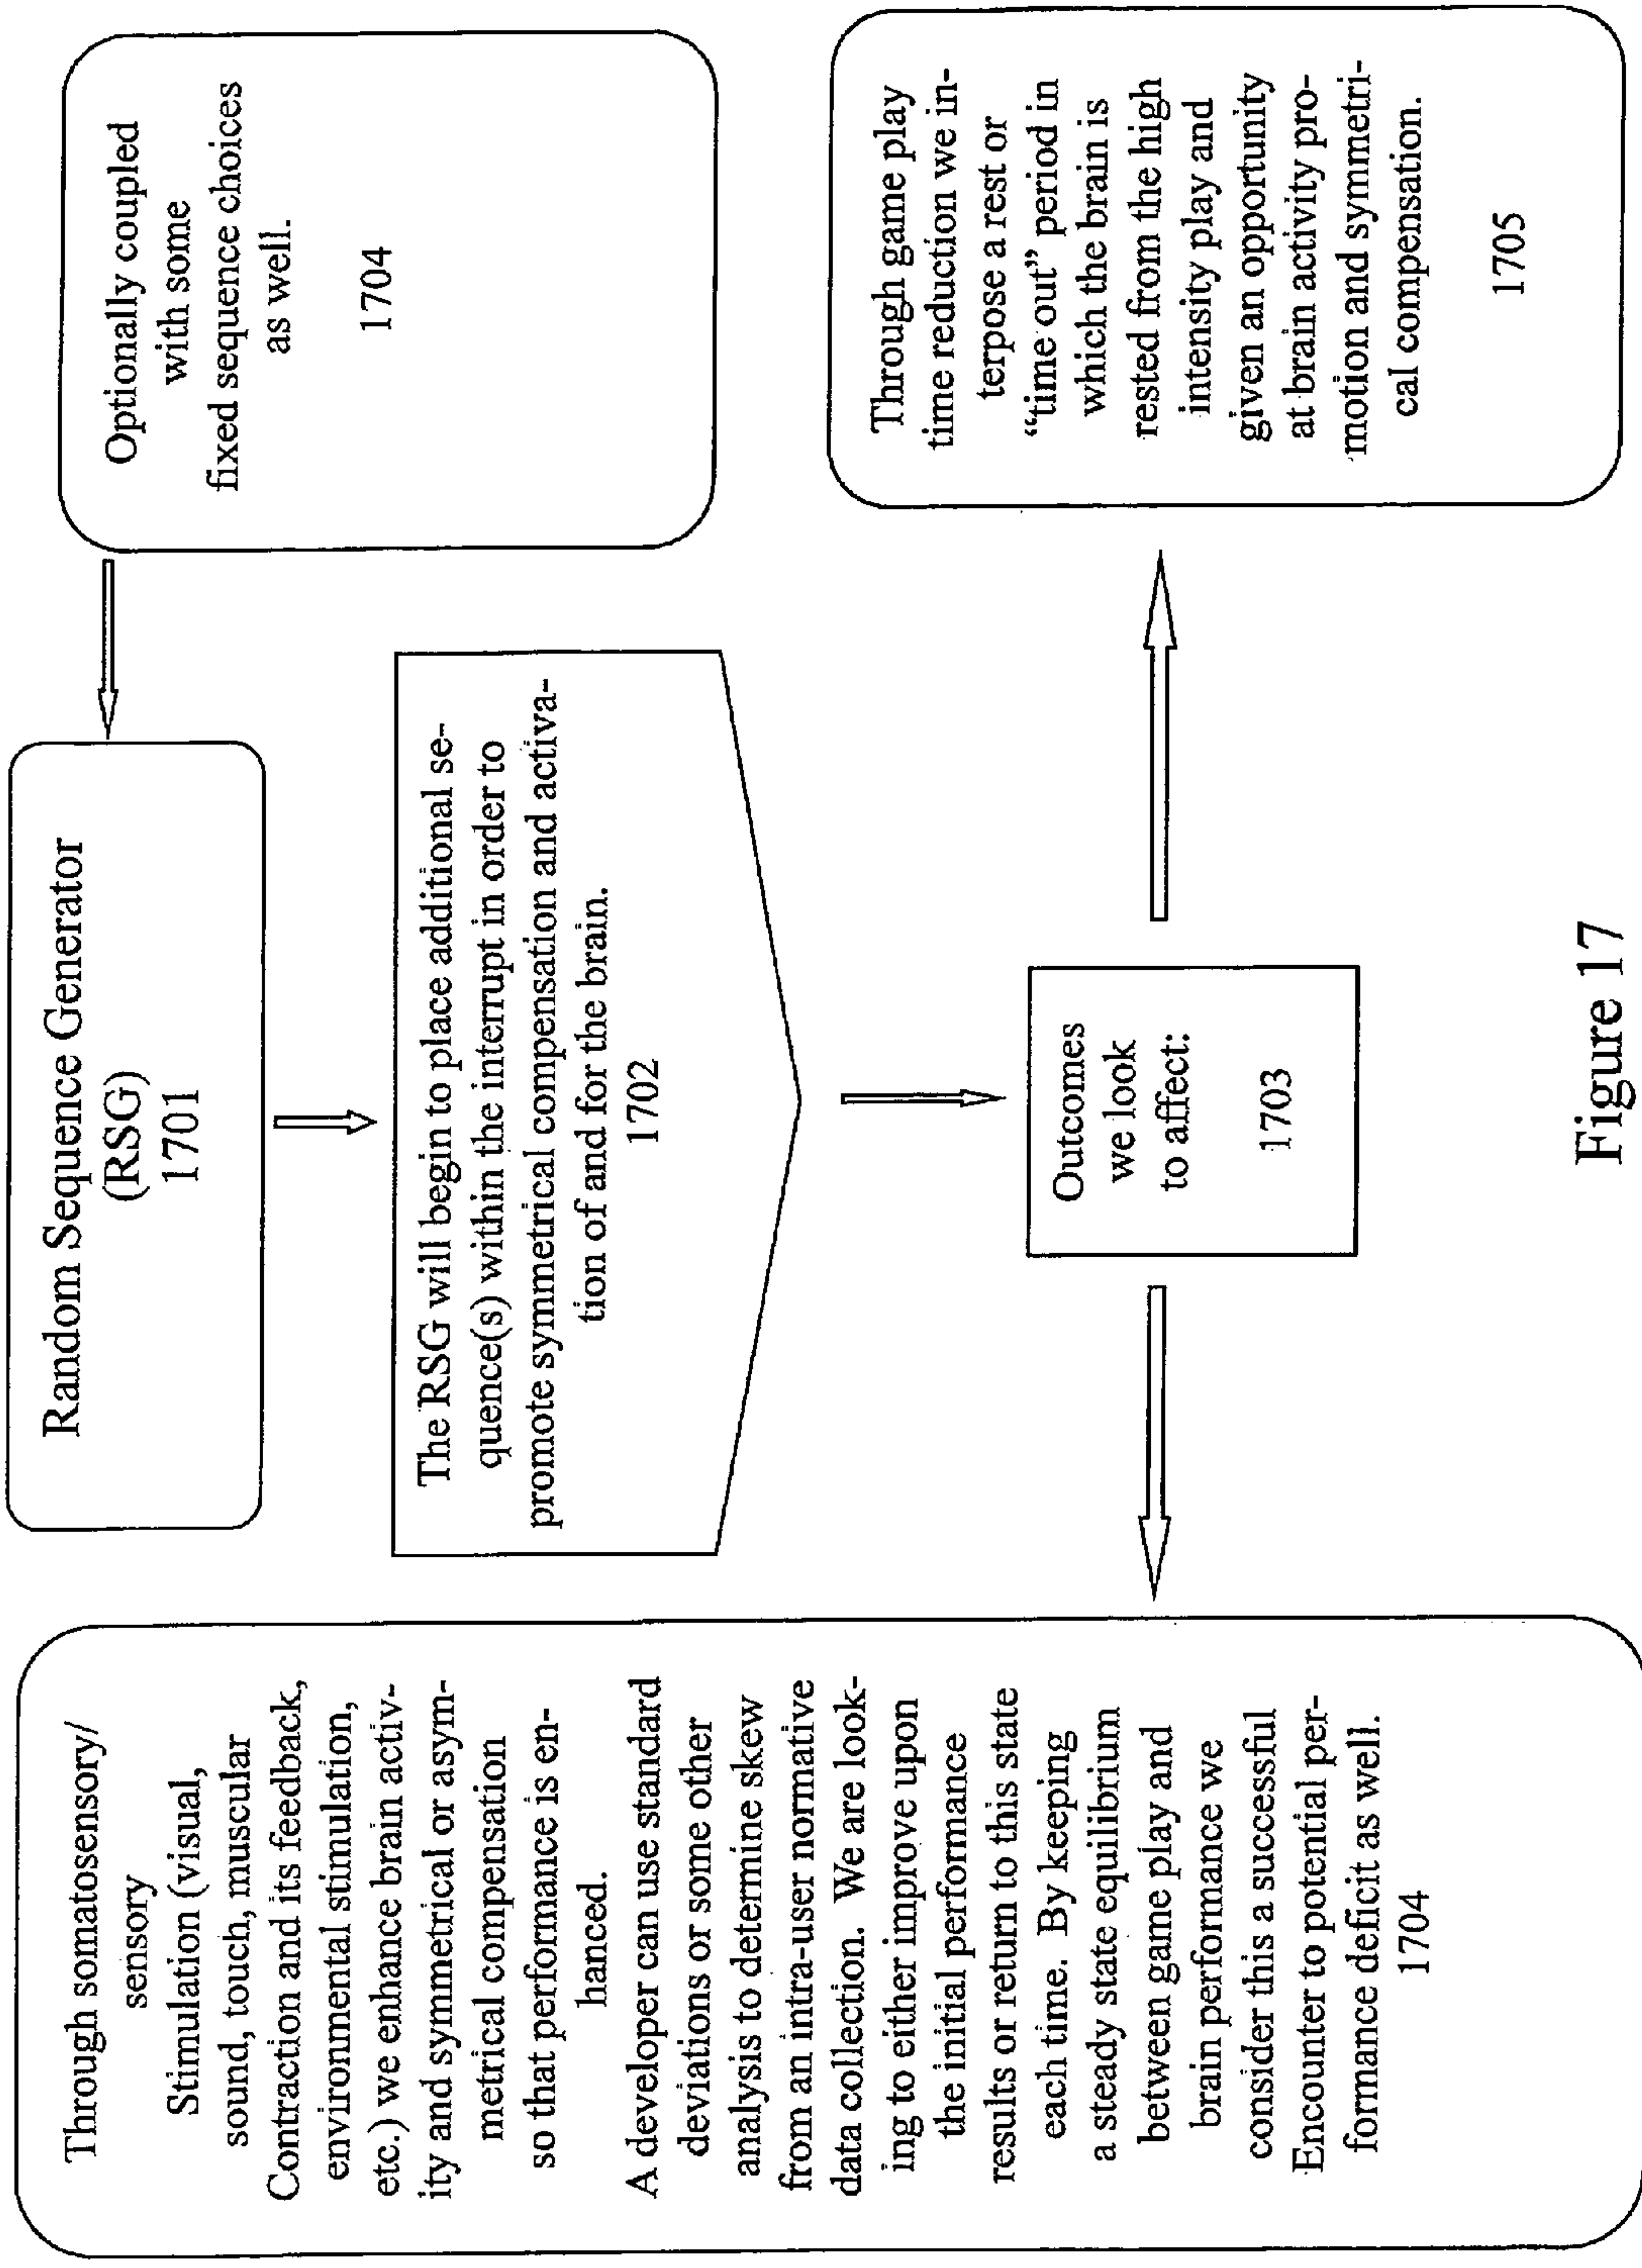 Random Sequence Generator
(RSG)
1701
Optionally coupled
with some
fixed sequence choices
as well.
1704
The RSG will begin to place additional se-
quence(s) within the interrupt in order to
promote symmetrical compensation and activa-
tion of and for the brain.
1702
Outcomes
we look
to affect:
1703
Through somatosensory/
sensory
Stimulation (visual,
sound, touch, muscular
Contraction and its feedback,
environmental stimulation,
etc.) we enhance brain activ-
ity and symmetrical or asym-
metrical compensation
so that performance is en-
hanced.
A developer can use standard
deviations or some other
analysis to determine skew
from an intra-user normative
data collection. We are look-
ing to either improve upon
the initial performance
results or return to this state
each time. By keeping
a steady state equilibrium
between game play and
brain performance we
consider this a successful
Encounter to potential per-
formance deficit as well.
1704
Through game play
time reduction we in-
terpose a rest or
“time out” period in
which the brain is
rested from the high
intensity play and
given an opportunity
at brain activity pro-
motion and symmetri-
cal compensation.
1705
Figure 17